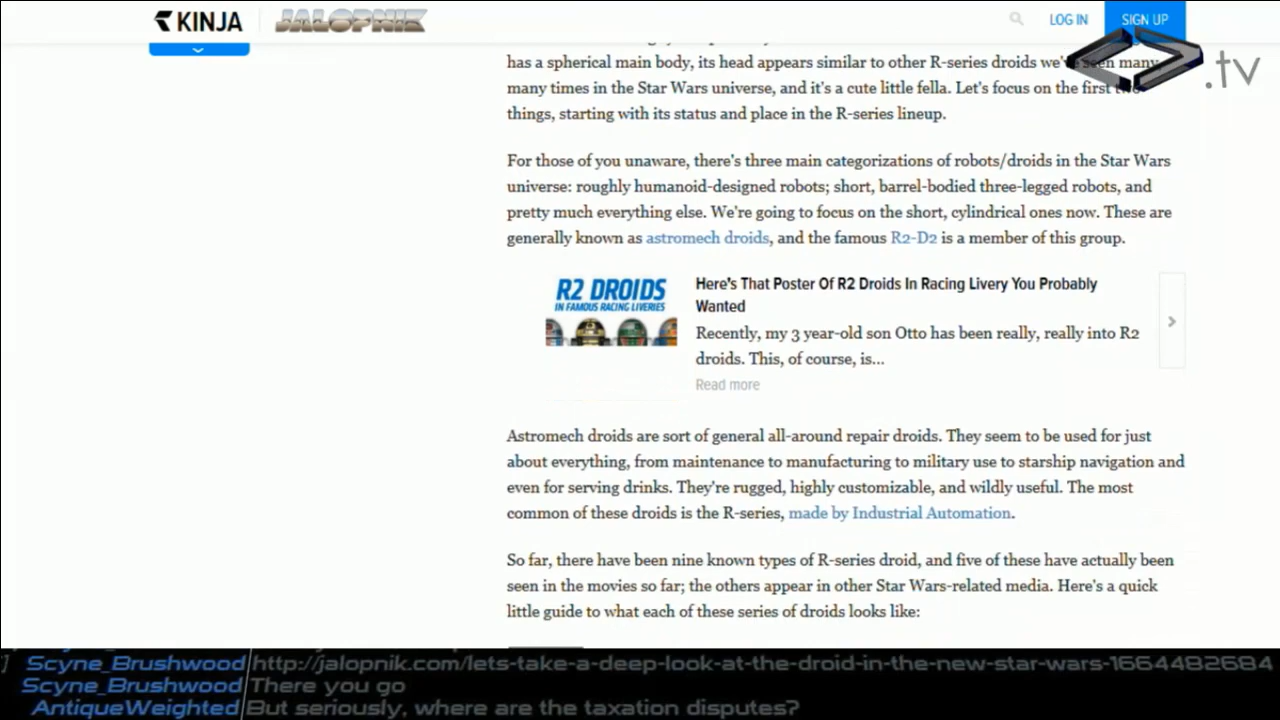 KINJA
JALOPNIK
LOG IN
SIGN UP
.tv
has a spherical main body, its head appears similar to other R-series droids we've seen many,
many times in the Star Wars universe, and it's a cute little fella. Let's focus on the first two
things, starting with its status and place in the R-series lineup.
For those of you unaware, there's three main categorizations of robots/droids in the Star Wars
universe: roughly humanoid-designed robots; short, barrel-bodied three-legged robots, and
pretty much everything else. We're going to focus on the short, cylindrical ones now. These are
generally known as astromech droids, and the famous R2-D2 is a member of this group.
R2 DROIDS
IN FAMOUS RACING LIVERIES
Here's That Poster Of R2 Droids In Racing Livery You Probably
Wanted
Recently, my 3 year-old son Otto has been really, really into R2
droids. This, of course, is...
Read more
Astromech droids are sort of general all-around repair droids. They seem to be used for just
about everything, from maintenance to manufacturing to military use to starship navigation and
even for serving drinks. They're rugged, highly customizable, and wildly useful. The most
common of these droids is the R-series, made by Industrial Automation.
So far, there have been nine known types of R-series droid, and five of these have actually been
seen in the movies so far; the others appear in other Star Wars-related media. Here's a quick
little guide to what each of these series of droids looks like:
] Scyne_Brushwood http://jalopnik.com/lets-take-a-deep-look-at-the-droid-in-the-new-star-wars-1664482684
Scyne_Brushwood There you go
AntiqueWeighted But seriously, where are the taxation disputes?